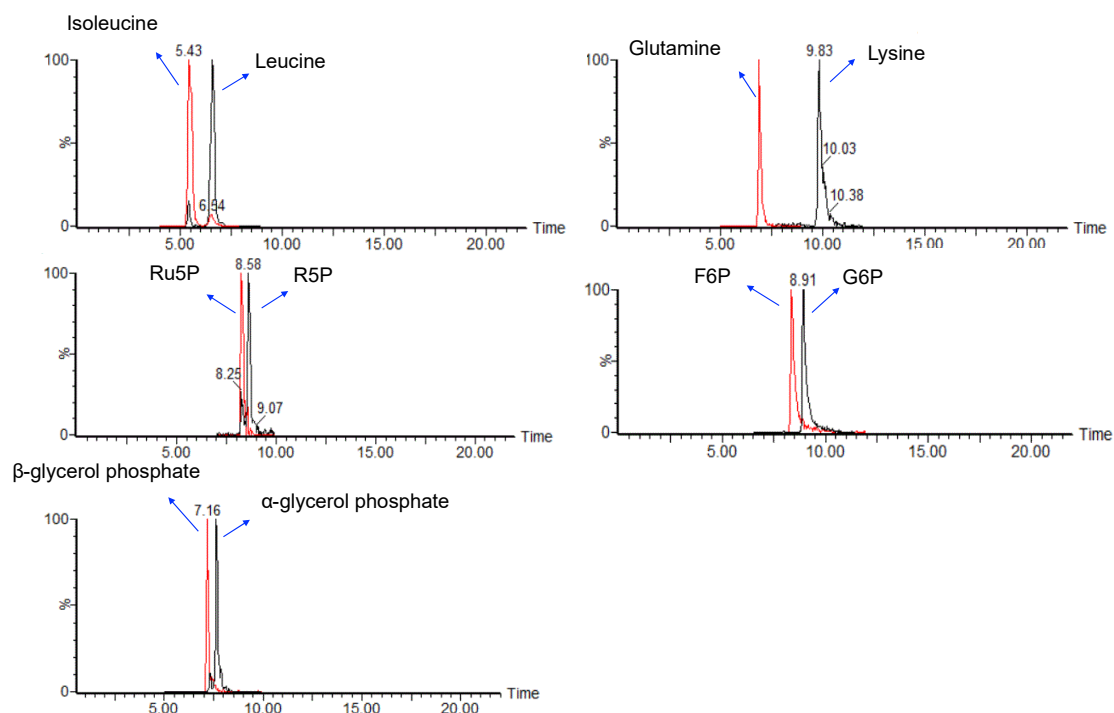 Isoleucine
5.43
Leucine
100
%
6.54
0
5.00 10.00 15.00 20.00
Time
Glutamine
9.83
Lysine
100
%
10.03
10.38
0
5.00 10.00 15.00 20.00
Time
Ru5P
8.58
R5P
100
%
8.25
9.07
0
5.00 10.00 15.00 20.00
Time
F6P
8.91
G6P
100
%
0
5.00 10.00 15.00 20.00
Time
β-glycerol phosphate
7.16
α-glycerol phosphate
100
%
0
5.00 10.00 15.00 20.00
Time